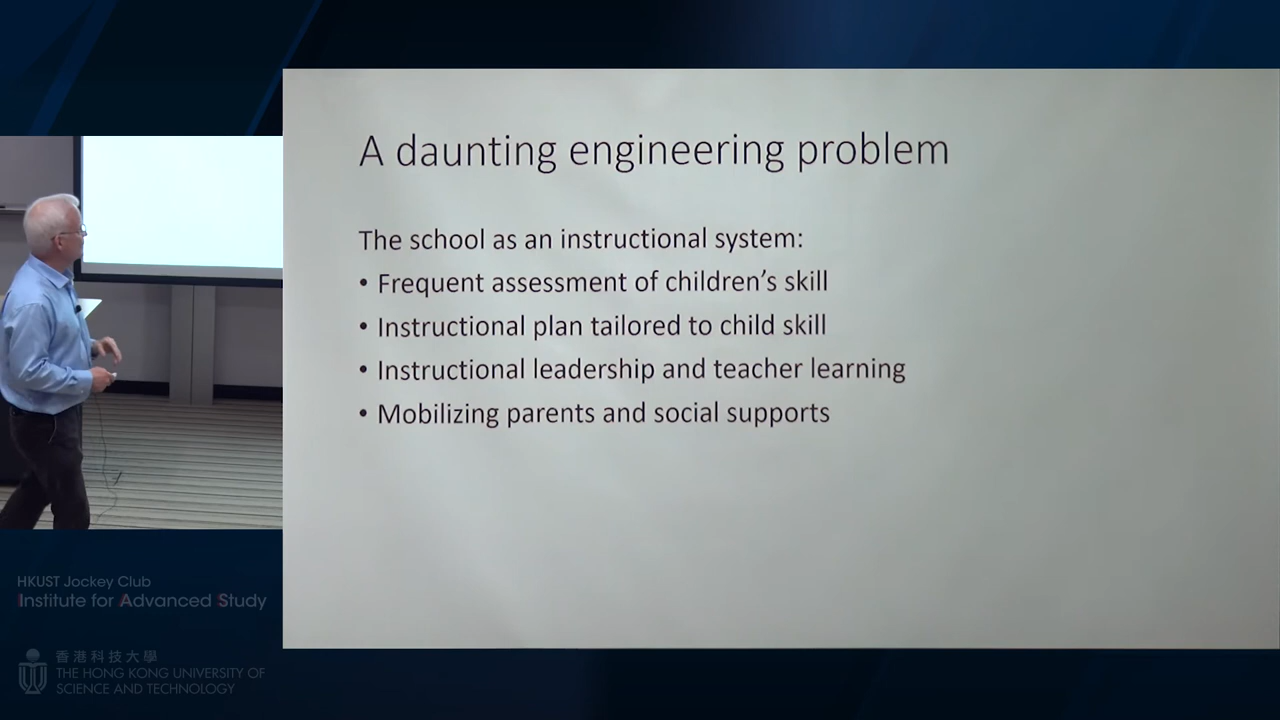 A daunting engineering problem
The school as an instructional system:
• Frequent assessment of children’s skill
• Instructional plan tailored to child skill
• Instructional leadership and teacher learning
• Mobilizing parents and social supports
HKUST Jockey Club
Institute for Advanced Study
香港科技大學
THE HONG KONG UNIVERSITY OF
SCIENCE AND TECHNOLOGY